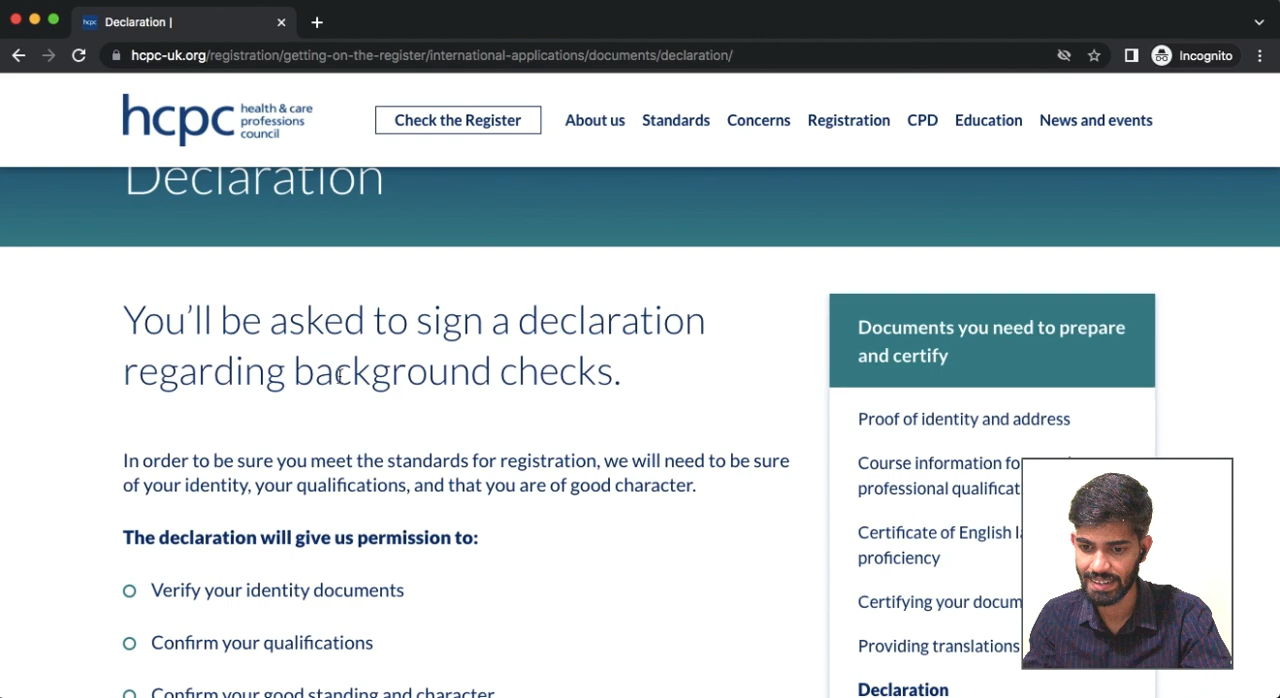 hcpc Declaration |
hcpc-uk.org/registration/getting-on-the-register/international-applications/documents/declaration/
Incognito
hcpc health & care
professions
council
Check the Register
About us
Standards
Concerns
Registration
CPD
Education
News and events
Declaration
You’ll be asked to sign a declaration
regarding background checks.
In order to be sure you meet the standards for registration, we will need to be sure
of your identity, your qualifications, and that you are of good character.
The declaration will give us permission to:
Verify your identity documents
Confirm your qualifications
Confirm your good standing and character
Documents you need to prepare
and certify
Proof of identity and address
Course information
professional
Certificate of English
proficiency
Certifying your
Providing translations
Declaration